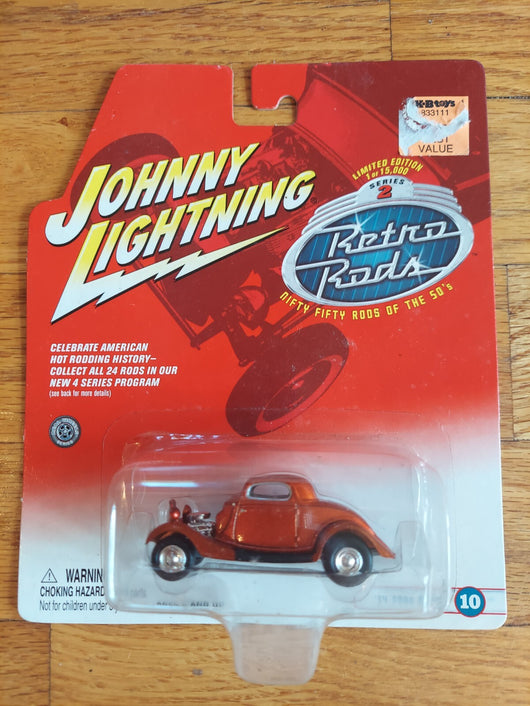 K·B toys
833111
VALUE
JOHNNY
LIGHTNING
LIMITED EDITION
1 of 15,000
SERIES
2
Retro
Rods
NIFTY FIFTY RODS OF THE 50's
CELEBRATE AMERICAN
HOT RODDING HISTORY—
COLLECT ALL 24 RODS IN OUR
NEW 4 SERIES PROGRAM
(see back for more details)
WARNIN
CHOKING HAZARD
Not for children under
10